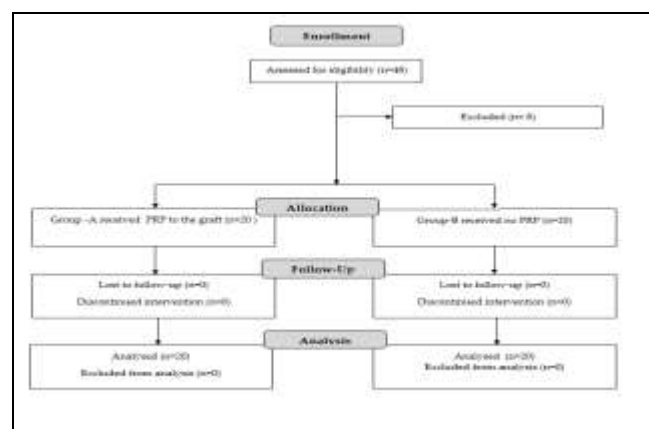 Enrollment
Assessed for eligibility
Excluded
Allocation
Group -A received PRP to the graft (n=20)
Group-B received no PRP (n=20)
Follow-Up
Lost to follow-up (n=0)
Discontinued intervention (n=0)
Lost to follow-up (n=0)
Discontinued intervention (n=0)
Analysis
Analysed (n=20)
Excluded from analysis (n=0)
Analysed (n=20)
Excluded from analysis (n=0)